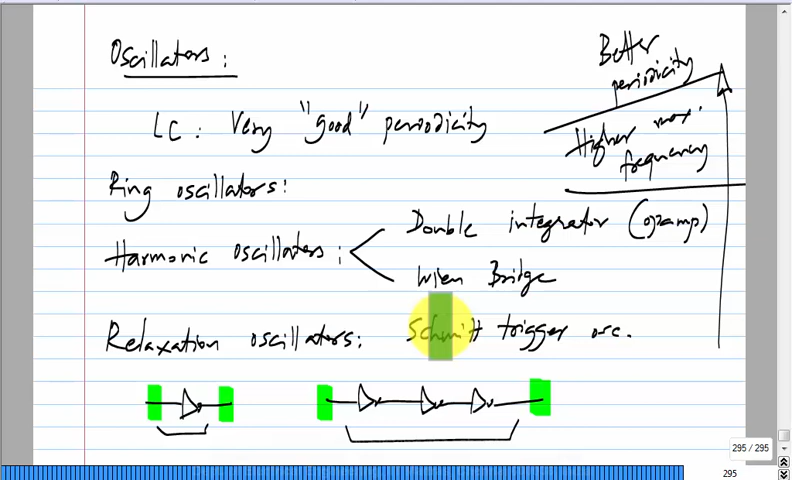 Oscillators:
LC: Very "good" periodicity
Better
periodicity
Higher max.
frequency
Ring oscillators:
Harmonic oscillators:
Double integrator (opamp)
Wien Bridge
Relaxation oscillators: Schmitt trigger osc.
295 / 295
295